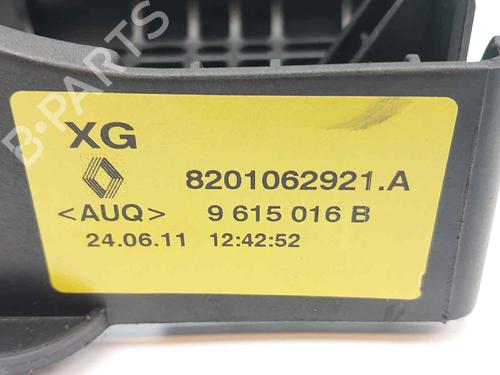 B-PARTS
XG
8201062921.A
<AUQ> 9 615 016 B
24.06.11 12:42:52